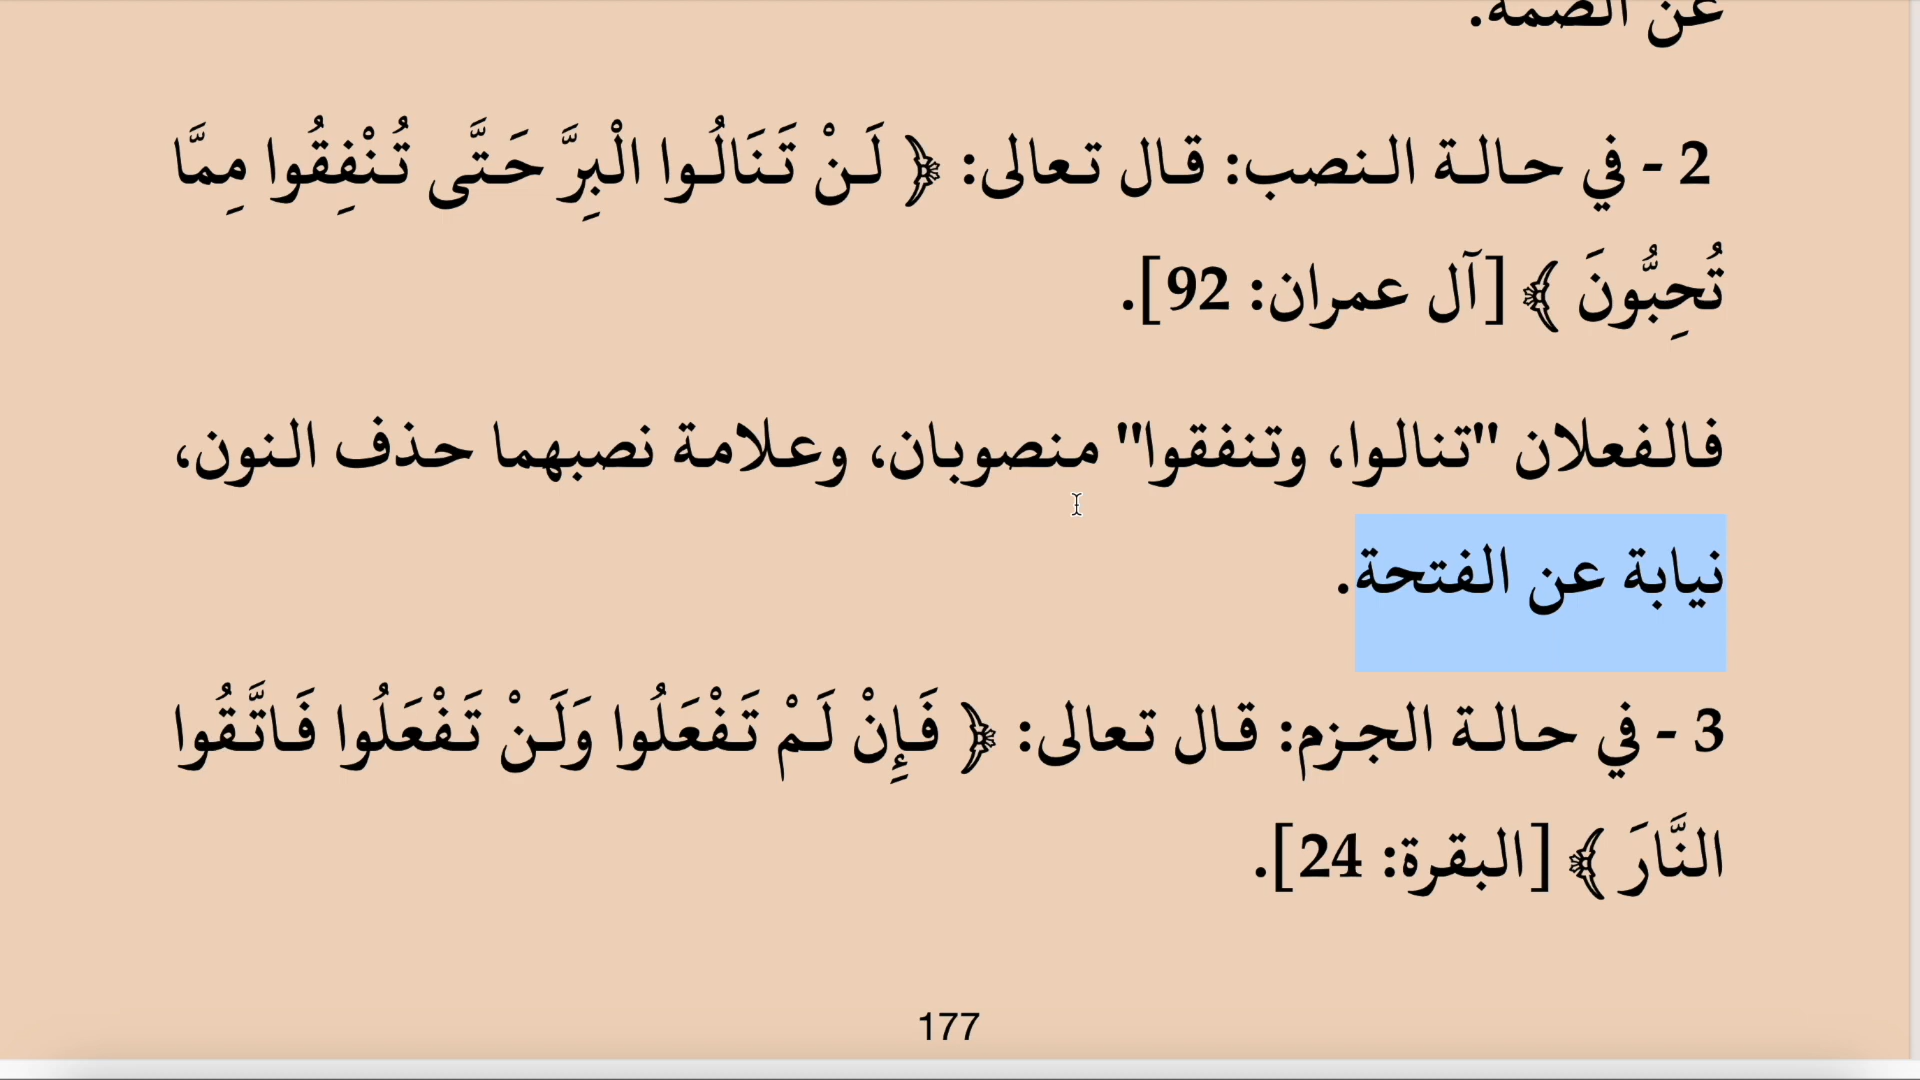 عن الضمة.
2 - في حالة النصب: قال تعالى: ﴿ لَنْ تَنَالُوا الْبِرَّ حَتَّى تُنْفِقُوا مِمَّا
تُحِبُّونَ ﴾ [آل عمران: 92].
فالفعلان "تنالوا، وتنفقوا" منصوبان، وعلامة نصبهما حذف النون،
نيابة عن الفتحة.
3 - في حالة الجزم: قال تعالى: ﴿ فَإِنْ لَمْ تَفْعَلُوا وَلَنْ تَفْعَلُوا فَاتَّقُوا
النَّارَ ﴾ [البقرة: 24].
177